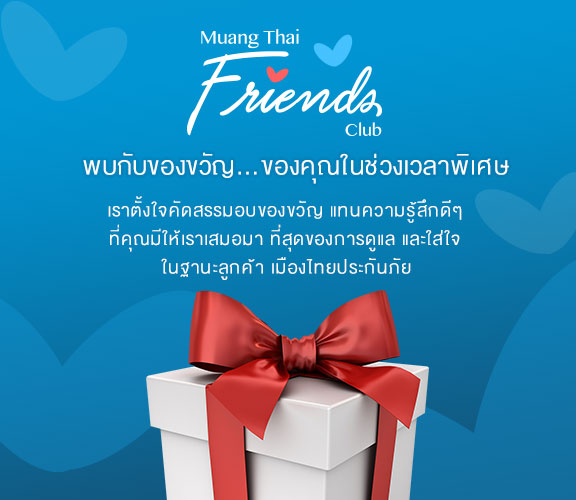 Muang Thai
Friends
Club
พบกับของขวัญ...ของคุณในช่วงเวลาพิเศษ
เราตั้งใจคัดสรรมอบของขวัญ แทนความรู้สึกดีๆ
ที่คุณมีให้เราเสมอมา ที่สุดของการดูแล และใส่ใจ
ในฐานะลูกค้า เมืองไทยประกันภัย